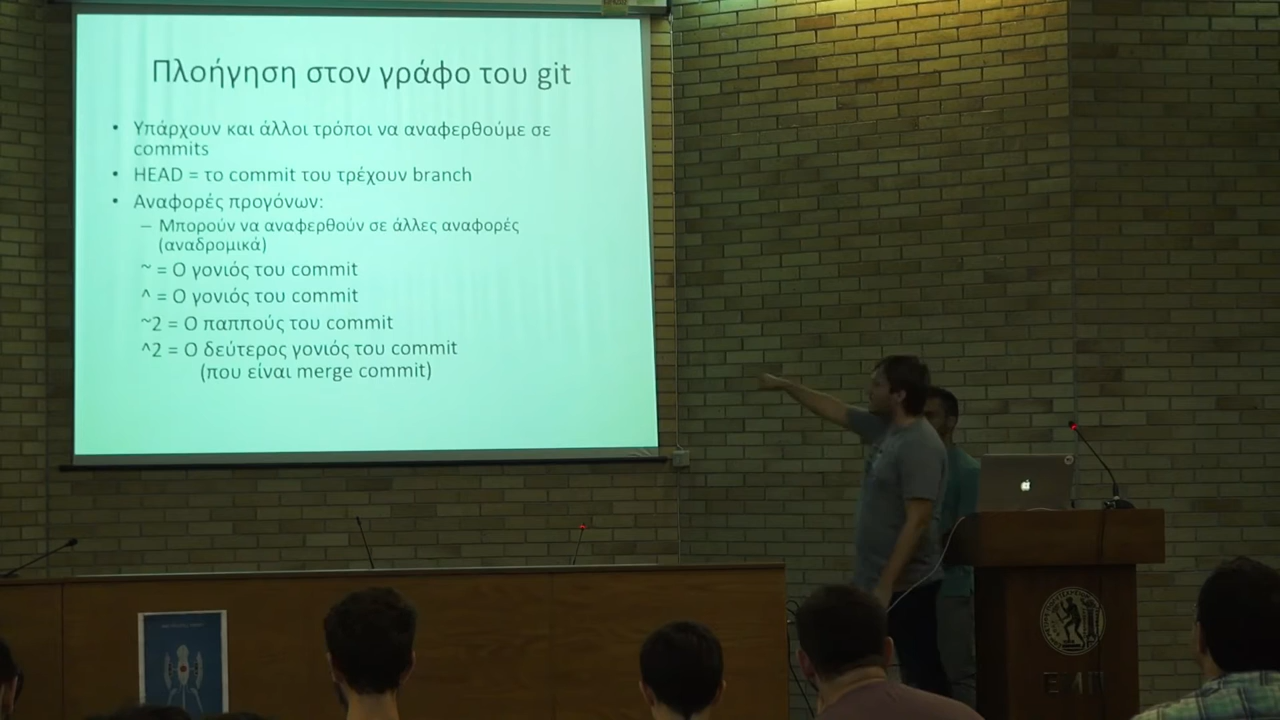 Πλοήγηση στον γράφο του git
• Υπάρχουν και άλλοι τρόποι να αναφερθούμε σε
commits
• HEAD = το commit του τρέχουν branch
• Αναφορές προγόνων:
– Μπορούν να αναφερθούν σε άλλες αναφορές
(αναδρομικά)
~ = Ο γονιός του commit
^ = Ο γονιός του commit
~2 = Ο παππούς του commit
^2 = Ο δεύτερος γονιός του commit
(που είναι merge commit)
ΕΜΠ